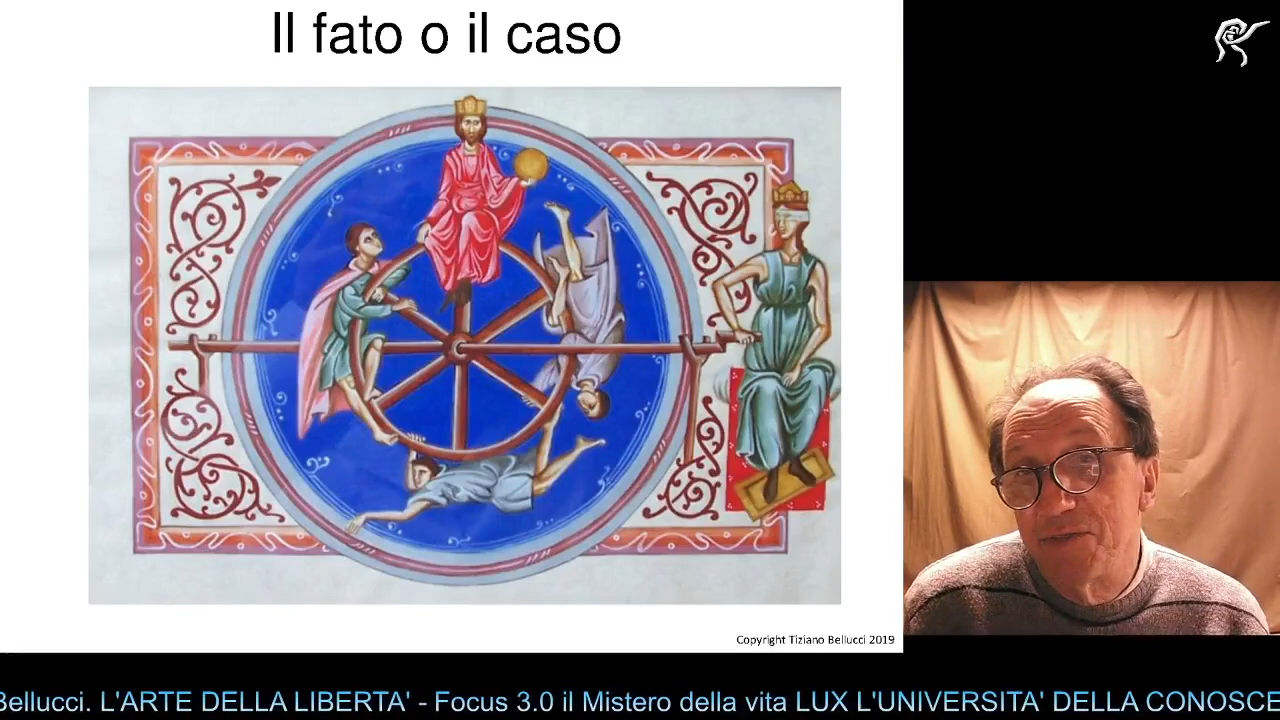 Il fato o il caso
Copyright Tiziano Bellucci 2019
Bellucci. L'ARTE DELLA LIBERTA' - Focus 3.0 il Mistero della vita LUX L'UNIVERSITA' DELLA CONOSCE